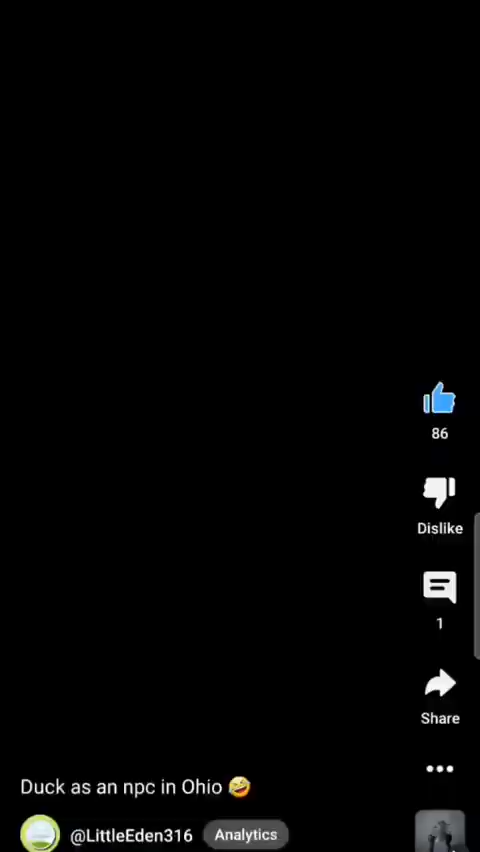 86
Dislike
1
Share
Duck as an npc in Ohio 🤣
@LittleEden316 Analytics